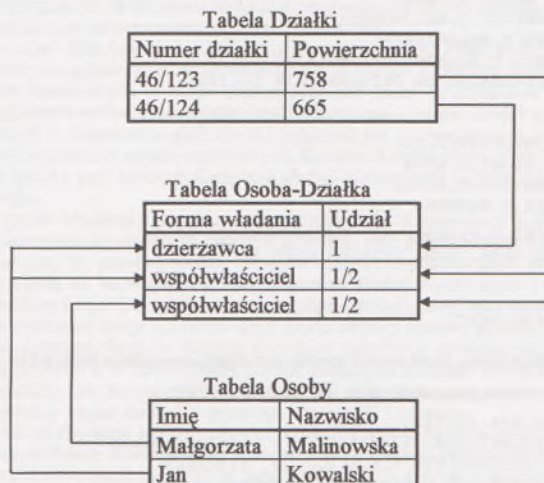 Tabela Działki
Numer działki Powierzchnia
46/123 758
46/124 665
Tabela Osoba-Działka
Forma władania Udział
dzierżawca 1
współwłaściciel 1/2
współwłaściciel 1/2
Tabela Osoby
Imię Nazwisko
Małgorzata Malinowska
Jan Kowalski